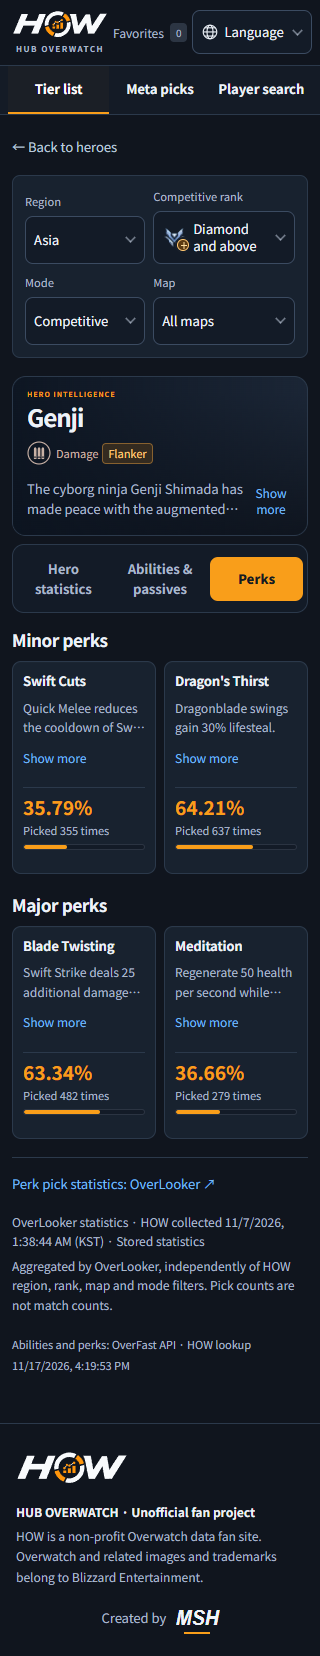 HOW
HUB OVERWATCH
Favorites 0
Language
Tier list
Meta picks
Player search
← Back to heroes
Region
Asia
Competitive rank
Diamond
and above
Mode
Competitive
Map
All maps
HERO INTELLIGENCE
Genji
Damage Flanker
The cyborg ninja Genji Shimada has
made peace with the augmented···
Show
more
Hero
statistics
Abilities &
passives
Perks
Minor perks
Swift Cuts
Quick Melee reduces
the cooldown of Sw···
Show more
35.79%
Picked 355 times
Dragon's Thirst
Dragonblade swings
gain 30% lifesteal.
Show more
64.21%
Picked 637 times
Major perks
Blade Twisting
Swift Strike deals 25
additional damage···
Show more
63.34%
Picked 482 times
Meditation
Regenerate 50 health
per second while···
Show more
36.66%
Picked 279 times
Perk pick statistics: OverLooker ↗
OverLooker statistics · HOW collected 11/7/2026,
1:38:44 AM (KST) · Stored statistics
Aggregated by OverLooker, independently of HOW
region, rank, map and mode filters. Pick counts are
not match counts.
Abilities and perks: OverFast API · HOW lookup
11/17/2026, 4:19:53 PM
HOW
HUB OVERWATCH · Unofficial fan project
HOW is a non-profit Overwatch data fan site.
Overwatch and related images and trademarks
belong to Blizzard Entertainment.
Created by MSH